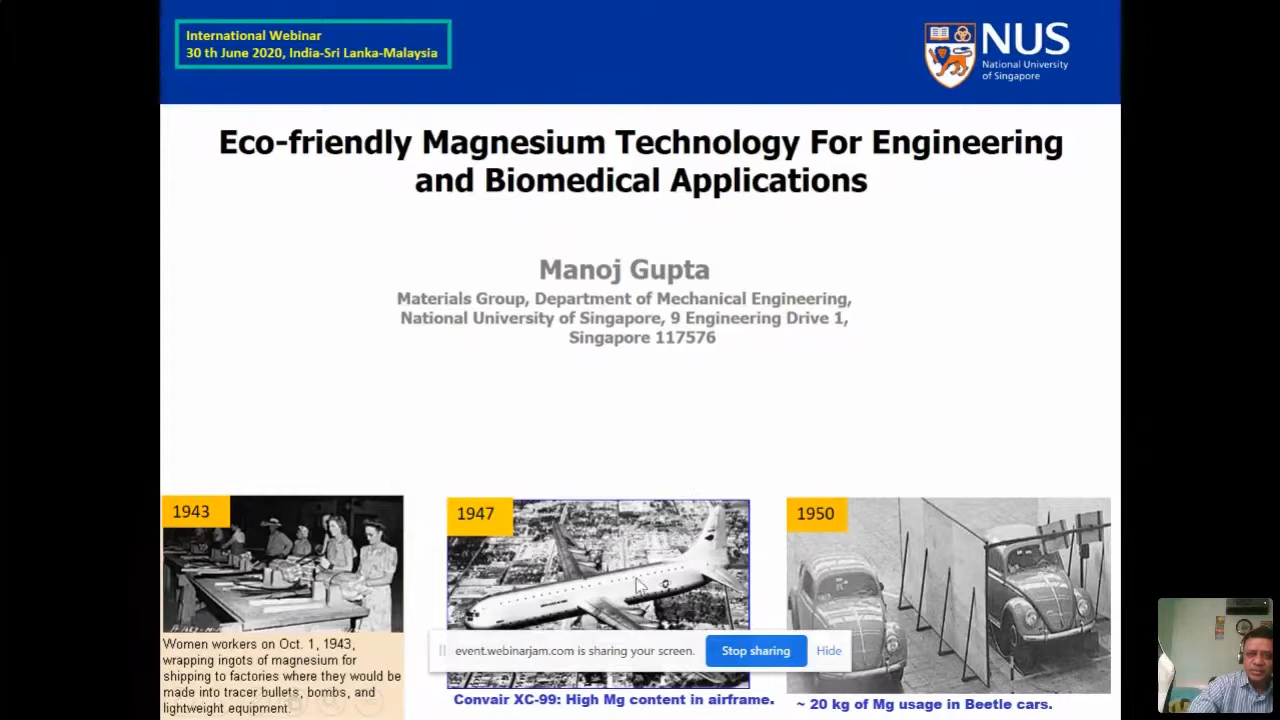 International Webinar
30 th June 2020, India-Sri Lanka-Malaysia
NUS
National University
of Singapore
Eco-friendly Magnesium Technology For Engineering
and Biomedical Applications
Manoj Gupta
Materials Group, Department of Mechanical Engineering,
National University of Singapore, 9 Engineering Drive 1,
Singapore 117576
1943
Women workers on Oct. 1, 1943,
wrapping ingots of magnesium for
shipping to factories where they would be
made into tracer bullets, bombs, and
lightweight equipment.
1947
Convair XC-99: High Mg content in airframe.
1950
~ 20 kg of Mg usage in Beetle cars.
event.webinarjam.com is sharing your screen.
Stop sharing
Hide